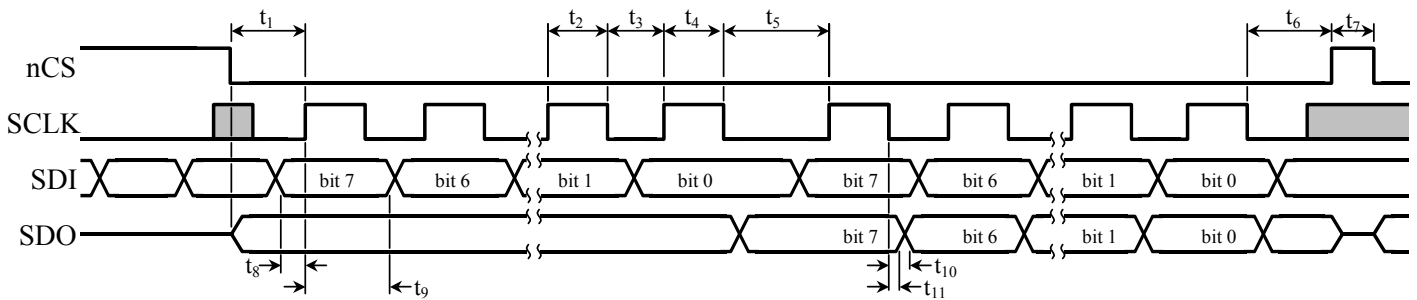 t₁ t₂ t₃ t₄ t₅ t₆ t₇
nCS
SCLK
SDI bit 7 bit 6 bit 1 bit 0 bit 7 bit 6 bit 1 bit 0
SDO bit 7 bit 6 bit 1 bit 0
t₈ t₁₀
t₉ t₁₁